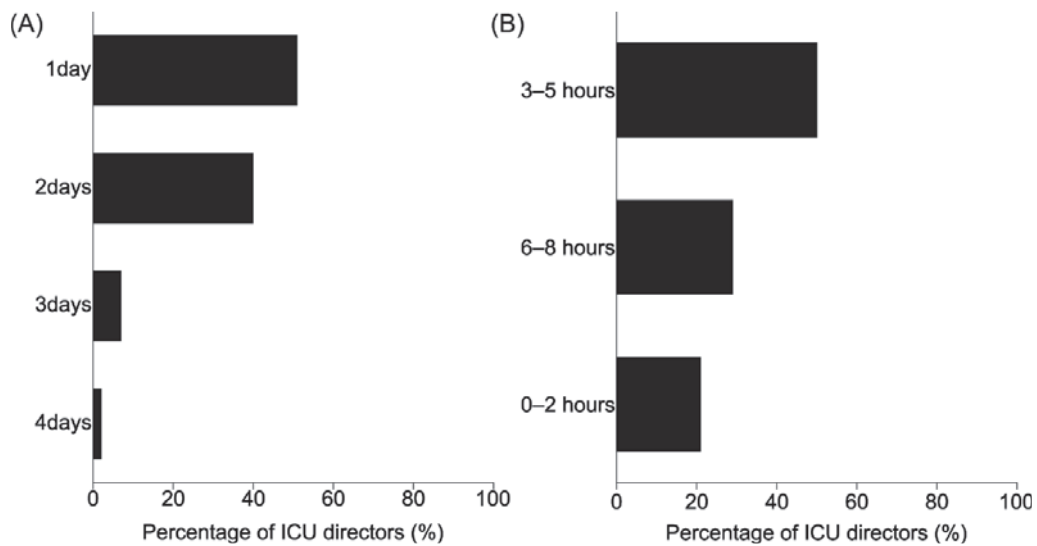 (A)
1day
2days
3days
4days
0 20 40 60 80 100
Percentage of ICU directors (%)
(B)
3–5 hours
6–8 hours
0–2 hours
0 20 40 60 80 100
Percentage of ICU directors (%)